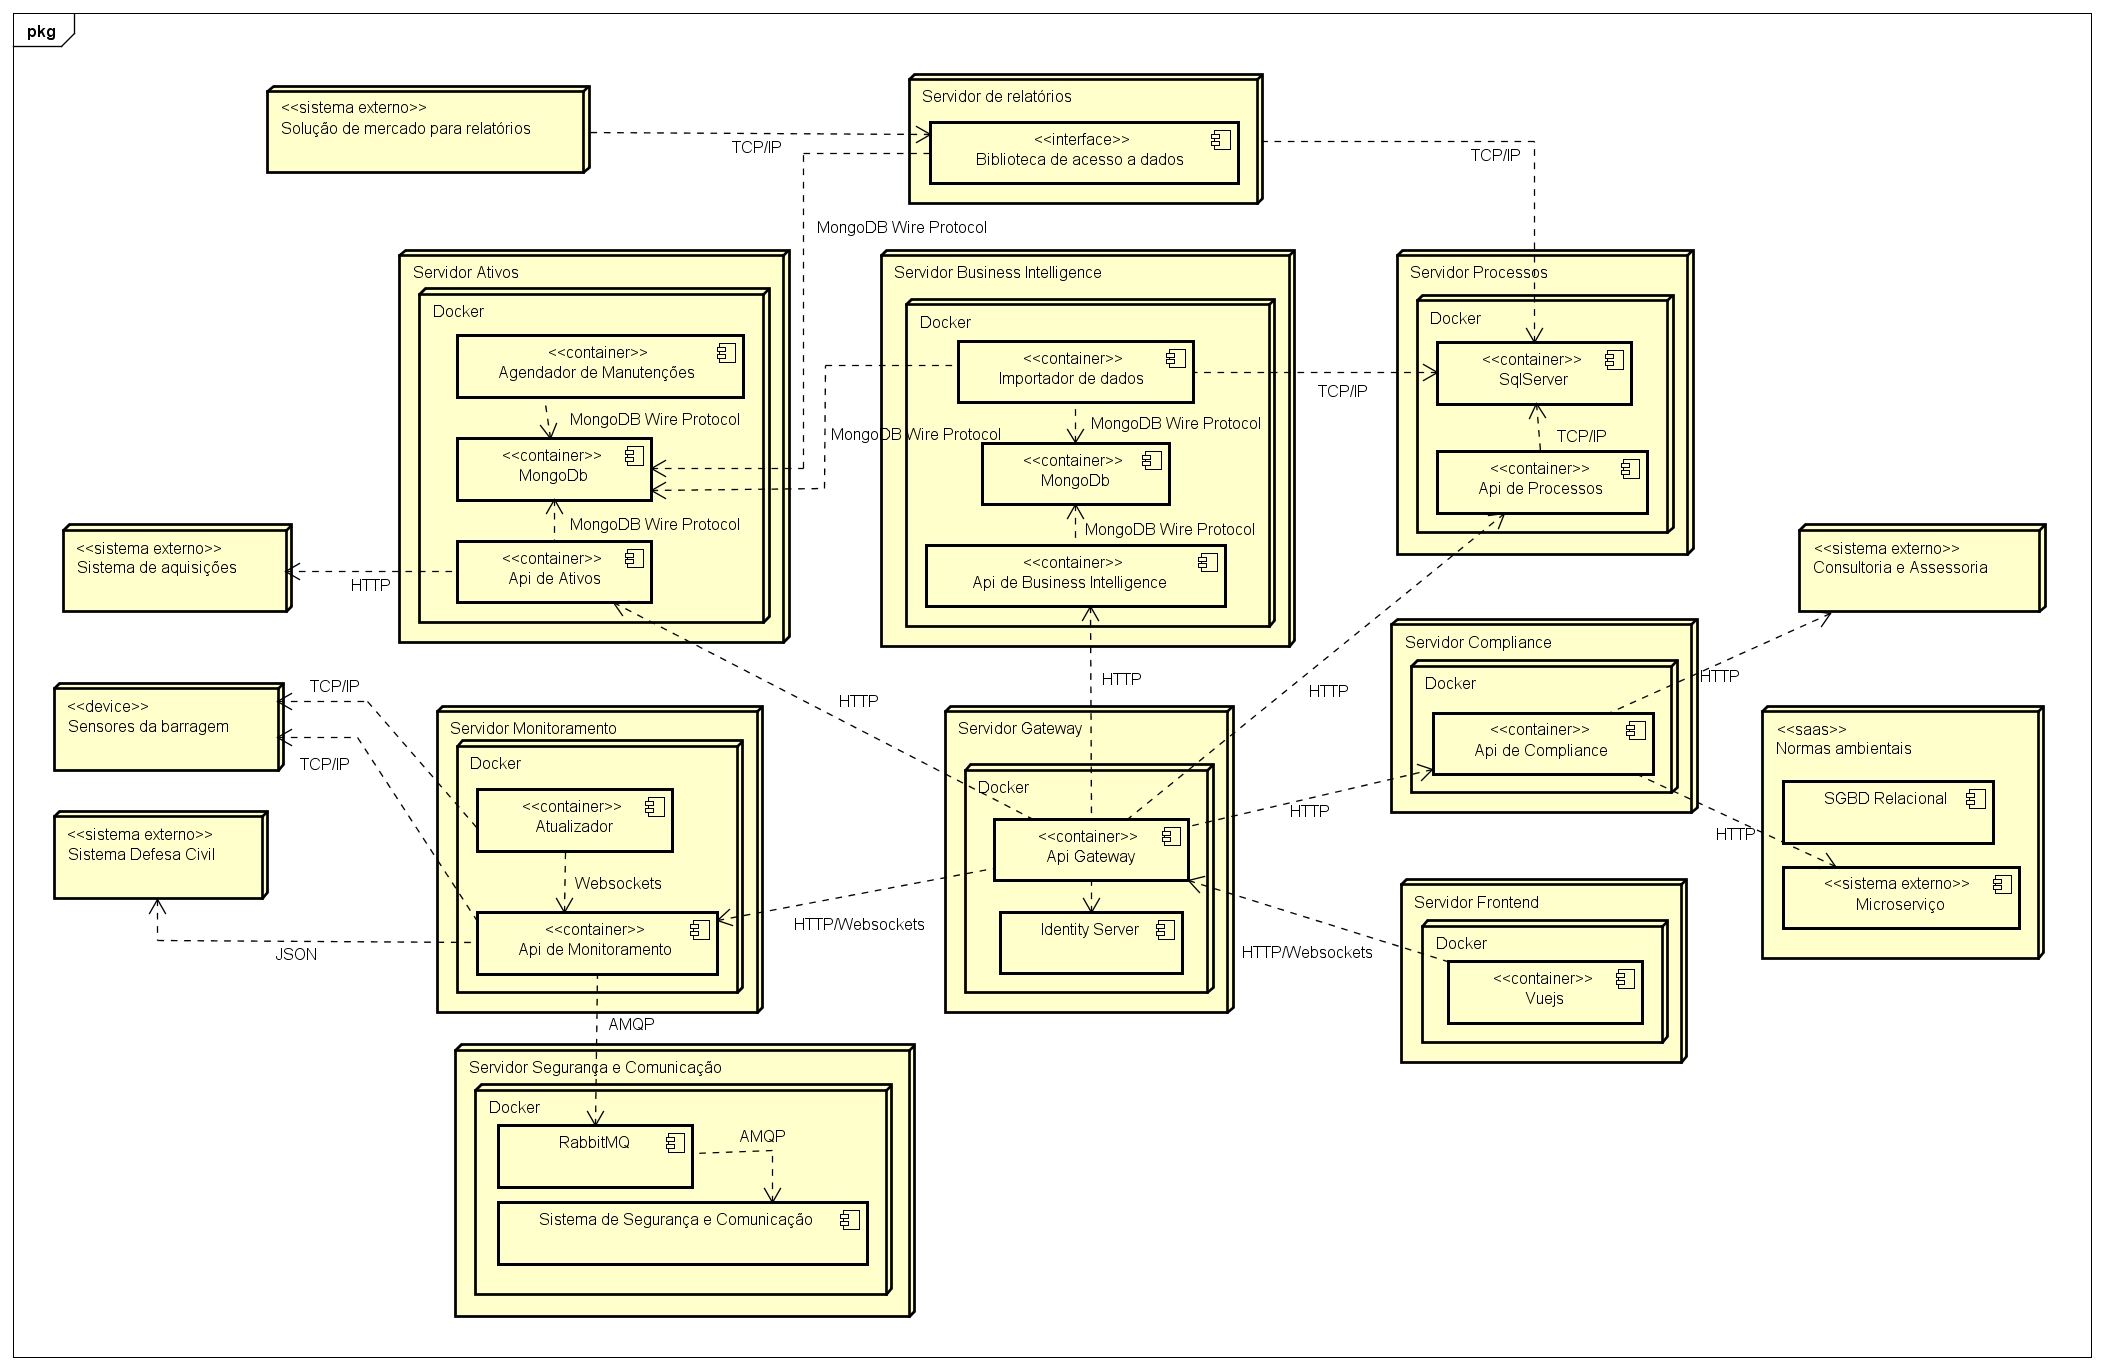 pkg
<<sistema externo>>
Solução de mercado para relatórios
TCP/IP
Servidor de relatórios
<<interface>>
Biblioteca de acesso a dados
TCP/IP
MongoDB Wire Protocol
Servidor Ativos
Docker
<<container>>
Agendador de Manutenções
MongoDB Wire Protocol
<<container>>
MongoDb
MongoDB Wire Protocol
<<container>>
Api de Ativos
MongoDB Wire Protocol
Servidor Business Intelligence
Docker
<<container>>
Importador de dados
MongoDB Wire Protocol
<<container>>
MongoDb
MongoDB Wire Protocol
<<container>>
Api de Business Intelligence
TCP/IP
Servidor Processos
Docker
<<container>>
SqlServer
TCP/IP
<<container>>
Api de Processos
<<sistema externo>>
Sistema de aquisições
HTTP
<<sistema externo>>
Consultoria e Assessoria
HTTP
HTTP
HTTP
Servidor Compliance
Docker
<<container>>
Api de Compliance
HTTP
HTTP
HTTP
<<saas>>
Normas ambientais
SGBD Relacional
<<sistema externo>>
Microserviço
<<device>>
Sensores da barragem
TCP/IP
TCP/IP
<<sistema externo>>
Sistema Defesa Civil
JSON
Servidor Monitoramento
Docker
<<container>>
Atualizador
Websockets
<<container>>
Api de Monitoramento
AMQP
HTTP/Websockets
Servidor Gateway
Docker
<<container>>
Api Gateway
Identity Server
HTTP/Websockets
Servidor Frontend
Docker
<<container>>
Vuejs
Servidor Segurança e Comunicação
Docker
RabbitMQ
AMQP
Sistema de Segurança e Comunicação